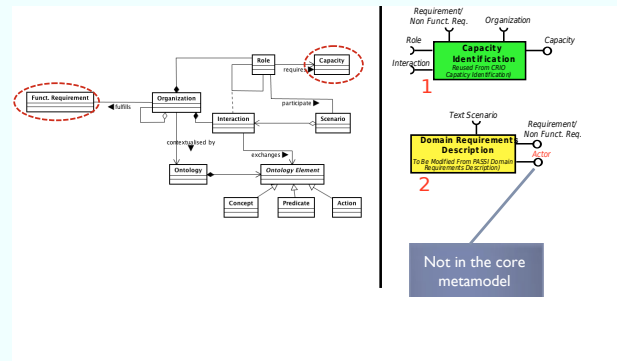 Role
Capacity
requires
Funct. Requirement
Organization
fulfills
participate
Interaction
Scenario
contextualised by
exchanges
Ontology
Ontology Element
Concept
Predicate
Action
Requirement/
Non Funct. Req.
Organization
Role
Capacity
Interaction
Capacity
Identification
Reused From CRIO
Capaticy Identification)
1
Text Scenario
Requirement/
Non Funct. Req.
Domain Requirements
Description
Actor
To Be Modified From PASSI Domain
Requirements Description)
2
Not in the core
metamodel